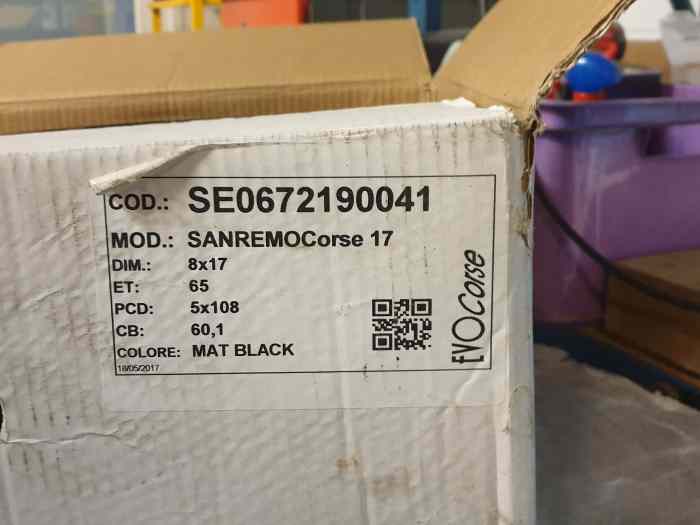 COD.: SE0672190041
MOD.: SANREMOCorse 17
DIM.: 8x17
ET: 65
PCD: 5x108
CB: 60,1
COLORE: MAT BLACK
18/05/2017
EVOCorse